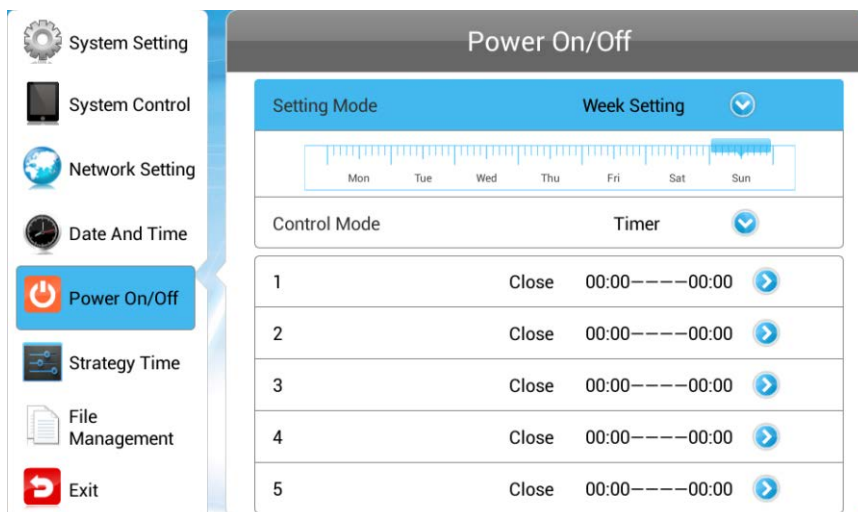 System Setting
System Control
Network Setting
Date And Time
Power On/Off
Strategy Time
File
Management
Exit
Power On/Off
Setting Mode Week Setting
Mon Tue Wed Thu Fri Sat Sun
Control Mode Timer
1 Close 00:00----00:00
2 Close 00:00----00:00
3 Close 00:00----00:00
4 Close 00:00----00:00
5 Close 00:00----00:00